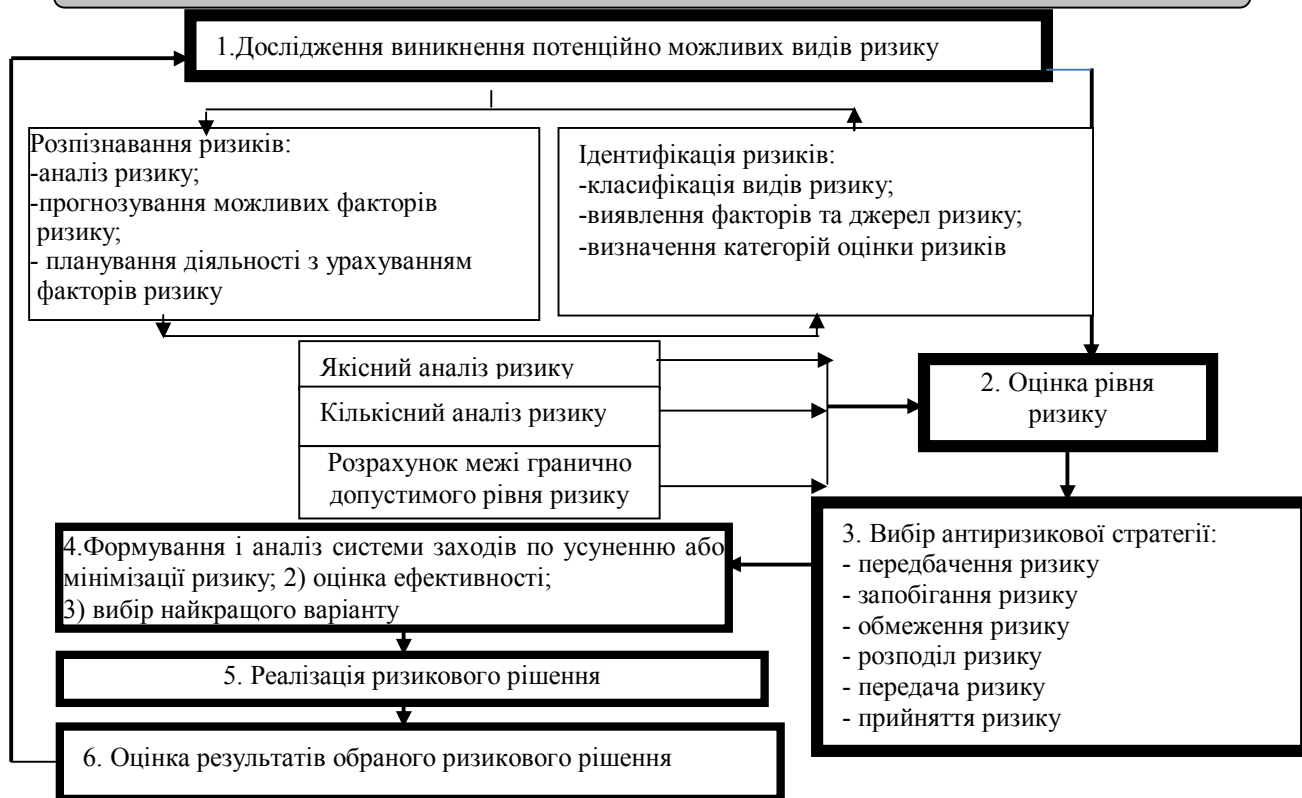 1.Дослідження виникнення потенційно можливих видів ризику
Розпізнавання ризиків:
-аналіз ризику;
-прогнозування можливих факторів
ризику;
- планування діяльності з урахуванням
факторів ризику
Ідентифікація ризиків:
-класифікація видів ризику;
-виявлення факторів та джерел ризику;
-визначення категорій оцінки ризиків
Якісний аналіз ризику
Кількісний аналіз ризику
Розрахунок межі гранично
допустимого рівня ризику
2. Оцінка рівня
ризику
3. Вибір антиризикової стратегії:
- передбачення ризику
- запобігання ризику
- обмеження ризику
- розподіл ризику
- передача ризику
- прийняття ризику
4.Формування і аналіз системи заходів по усуненню або
мінімізації ризику; 2) оцінка ефективності;
3) вибір найкращого варіанту
5. Реалізація ризикового рішення
6. Оцінка результатів обраного ризикового рішення